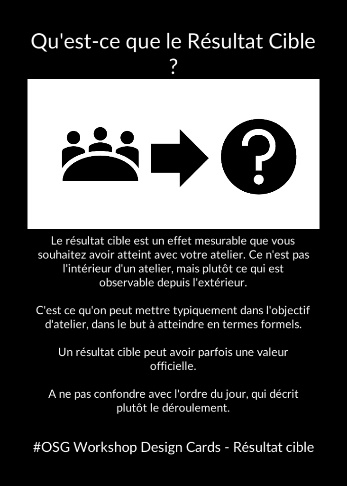 Qu'est-ce que le Résultat Cible
?
?
Le résultat cible est un effet mesurable que vous
souhaitez avoir atteint avec votre atelier. Ce n'est pas
l'intérieur d'un atelier, mais plutôt ce qui est
observable depuis l'extérieur.
C'est ce qu'on peut mettre typiquement dans l'objectif
d'atelier, dans le but à atteindre en termes formels.
Un résultat cible peut avoir parfois une valeur
officielle.
A ne pas confondre avec l'ordre du jour, qui décrit
plutôt le déroulement.
#OSG Workshop Design Cards - Résultat cible